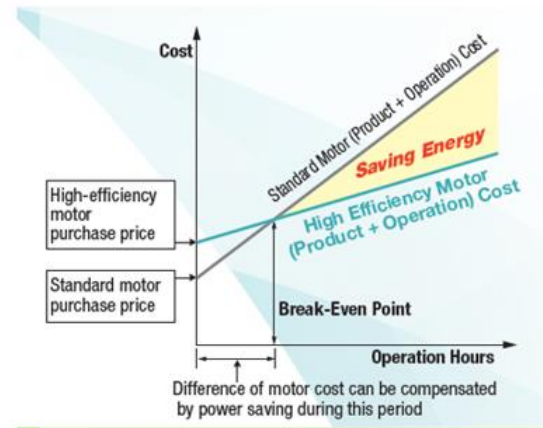 Cost
Standard Motor (Product + Operation) Cost
Saving Energy
High Efficiency Motor
(Product + Operation) Cost
High-efficiency
motor
purchase price
Standard motor
purchase price
Break-Even Point
Operation Hours
Difference of motor cost can be compensated
by power saving during this period